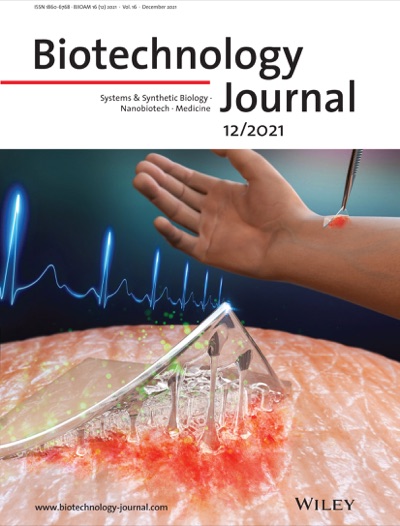 ISSN 1860-6768 · BJIOAM 16 (12) 2021 · Vol. 16 · December 2021
Biotechnology
Journal
Systems & Synthetic Biology ·
Nanobiotech · Medicine
12/2021
www.biotechnology-journal.com
WILEY